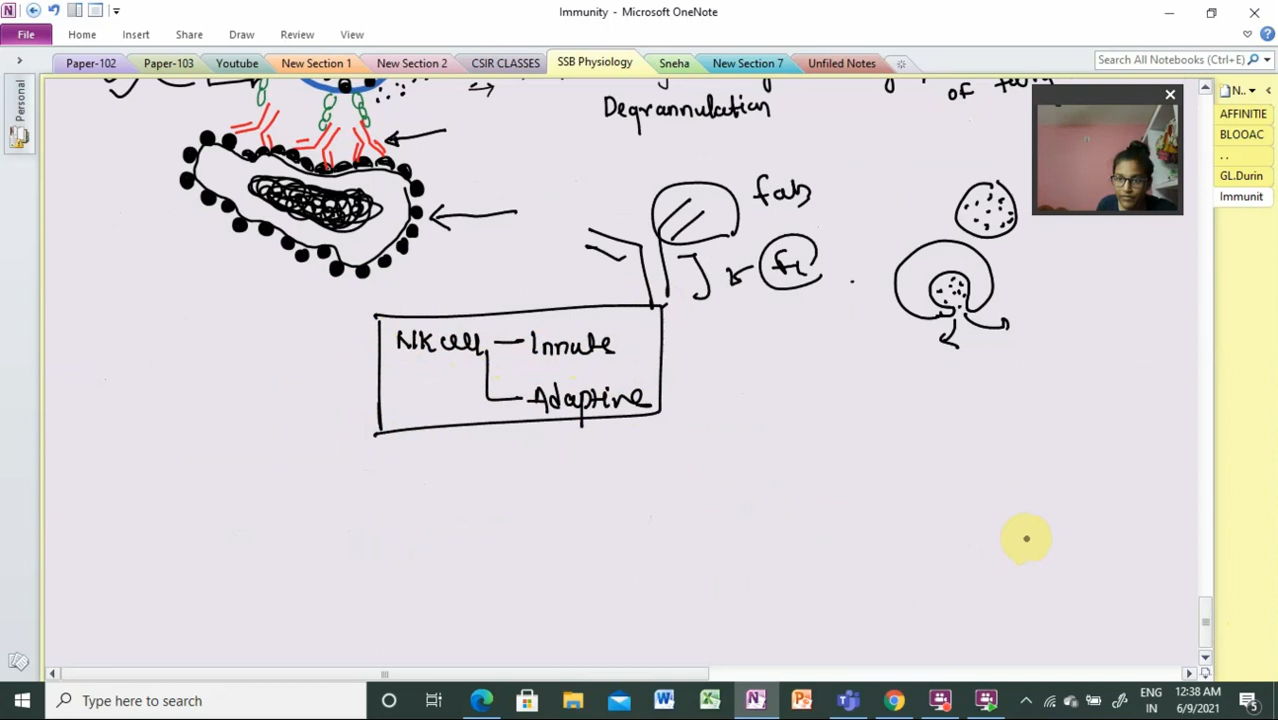 Immunity - Microsoft OneNote
File Home Insert Share Draw Review View
Paper-102 Paper-103 Youtube New Section 1 New Section 2 CSIR CLASSES SSB Physiology Sneha New Section 7 Unfiled Notes
Search All Notebooks (Ctrl+E)
N..
Personal
AFFINITIE
BLOOAC
. .
GL.Durin
Immunit
of
Degrannulation
fab
fc
NK cell — Innate
Adaptive
Type here to search
ENG
IN
12:38 AM
6/9/2021
5